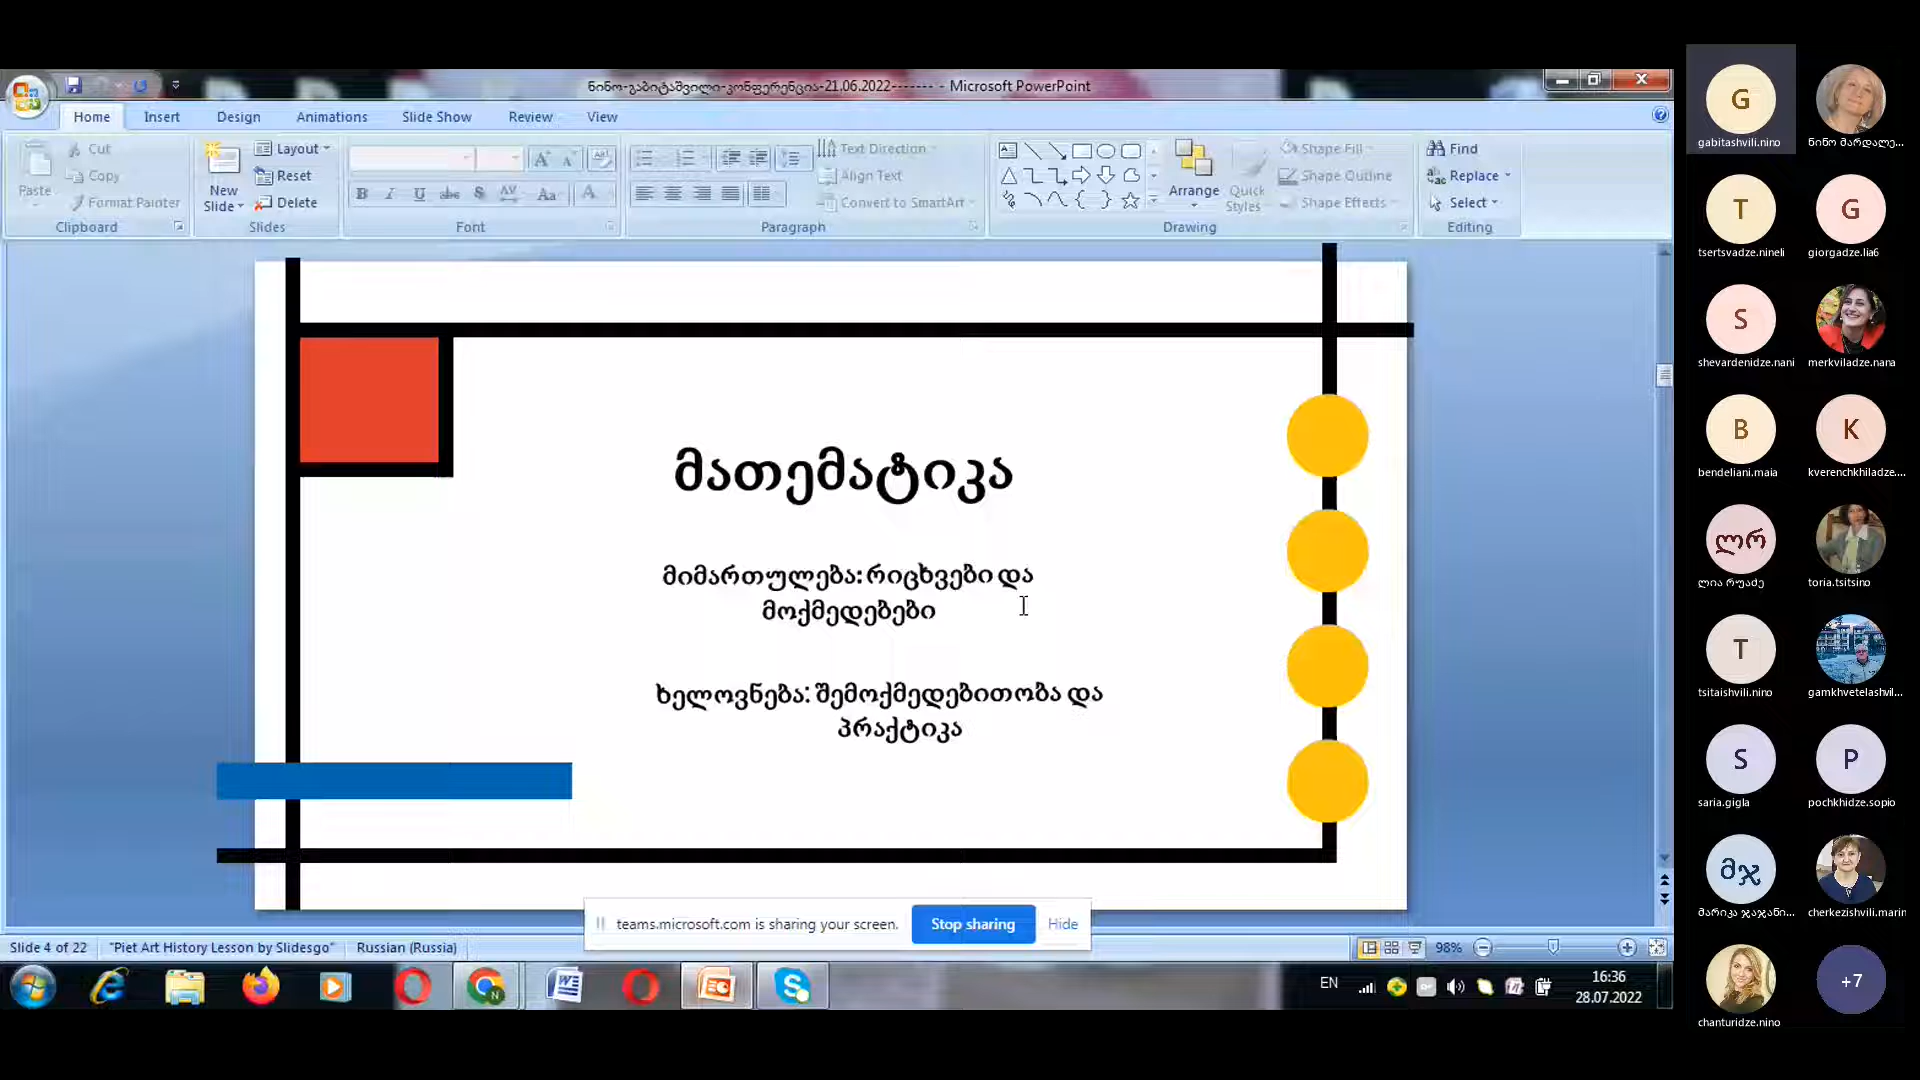 ნინო-გაბიტაშვილი-კონფერენცია-21.06.2022------- - Microsoft PowerPoint
Home Insert Design Animations Slide Show Review View
Paste
Cut
Copy
Format Painter
Clipboard
New Slide
Layout
Reset
Delete
Slides
Font
Text Direction
Align Text
Convert to SmartArt
Paragraph
Arrange
Quick Styles
Shape Fill
Shape Outline
Shape Effects
Drawing
Find
Replace
Select
Editing
მათემატიკა
მიმართულება: რიცხვები და
მოქმედებები
ხელოვნება: შემოქმედებითობა და
პრაქტიკა
teams.microsoft.com is sharing your screen. Stop sharing Hide
Slide 4 of 22 "Piet Art History Lesson by Slidesgo" Russian (Russia) 98%
EN
16:36
28.07.2022
G
gabitashvili.nino
ნინო მარდალე...
T
tsertsvadze.nineli
G
giorgadze.lia6
S
shevardenidze.nani
merkviladze.nana
B
bendeliani.maia
K
kverenchkhiladze....
ლრ
ლია რუაძე
toria.tsitsino
T
tsitaishvili.nino
gamkhvetelashvil...
S
saria.gigla
P
pochkhidze.sopio
მჯ
მარიკა ჯაჯანი...
cherkezishvili.marin
chanturidze.nino
+7